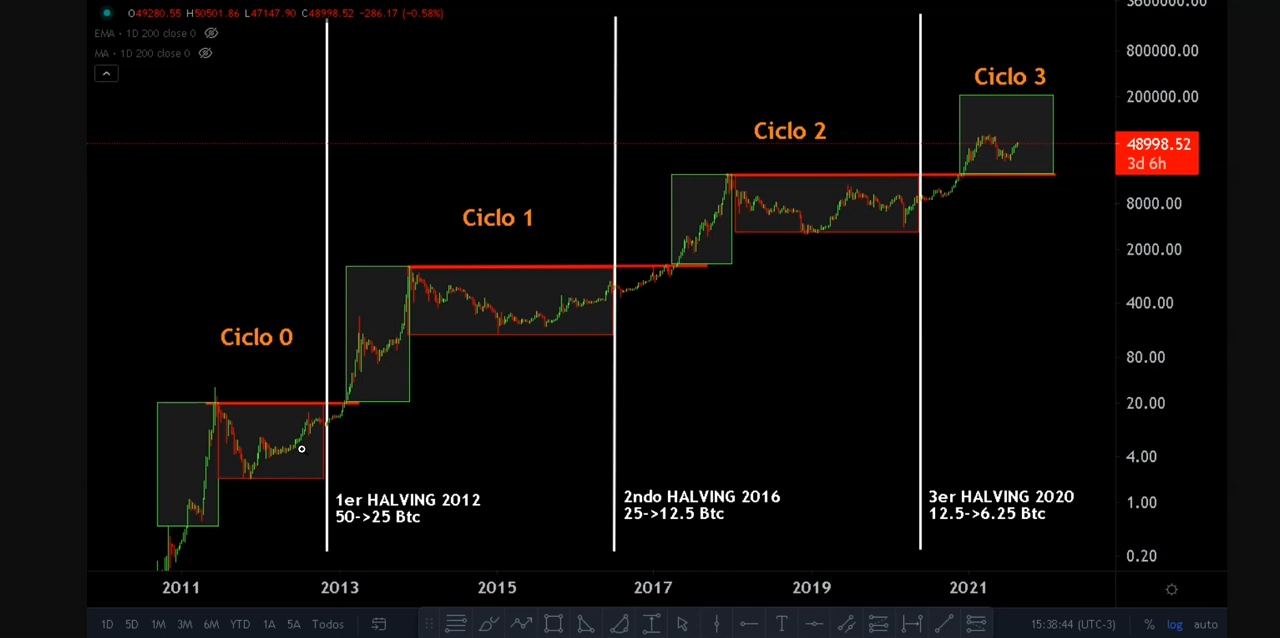 O49280.55 H50501.86 L47147.90 C48998.52 -286.17 (-0.58%)
EMA • 1D 200 close 0
MA • 1D 200 close 0
3600000.00
800000.00
200000.00
48998.52
3d 6h
8000.00
2000.00
400.00
80.00
20.00
4.00
1.00
0.20
Ciclo 0
Ciclo 1
Ciclo 2
Ciclo 3
1er HALVING 2012
50->25 Btc
2ndo HALVING 2016
25->12.5 Btc
3er HALVING 2020
12.5->6.25 Btc
2011 2013 2015 2017 2019 2021
1D 5D 1M 3M 6M YTD 1A 5A Todos
15:38:44 (UTC-3) % log auto